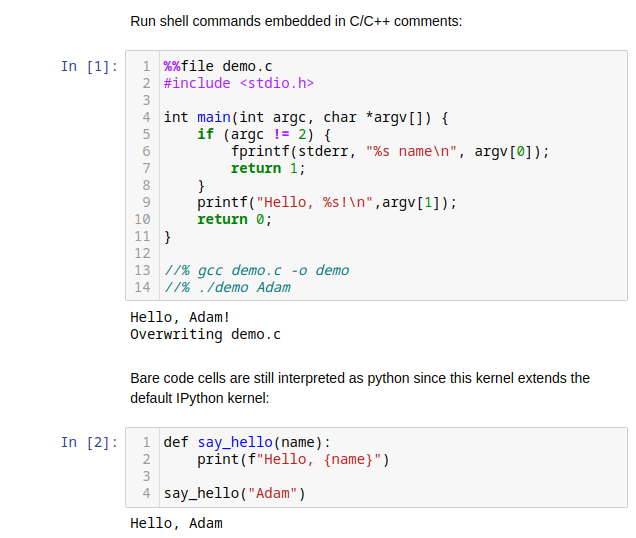 Run shell commands embedded in C/C++ comments:
In [1]:
1 %%file demo.c
2 #include <stdio.h>
3
4 int main(int argc, char *argv[]) {
5     if (argc != 2) {
6         fprintf(stderr, "%s name\n", argv[0]);
7         return 1;
8     }
9     printf("Hello, %s!\n",argv[1]);
10     return 0;
11 }
12
13 //% gcc demo.c -o demo
14 //% ./demo Adam
Hello, Adam!
Overwriting demo.c
Bare code cells are still interpreted as python since this kernel extends the
default IPython kernel:
In [2]:
1 def say_hello(name):
2     print(f"Hello, {name}")
3
4 say_hello("Adam")
Hello, Adam